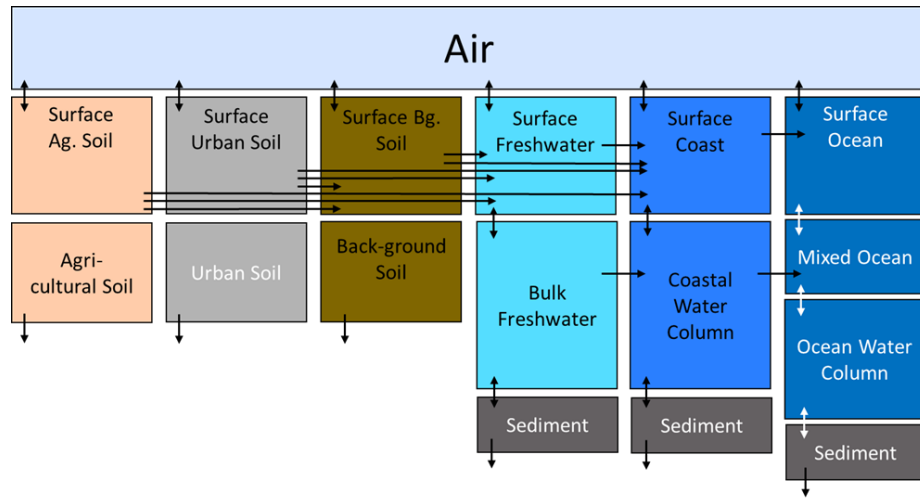 Air
Surface
Ag. Soil
Surface
Urban Soil
Surface Bg.
Soil
Surface
Freshwater
Surface
Coast
Surface
Ocean
Agri-
cultural Soil
Urban Soil
Back-ground
Soil
Bulk
Freshwater
Coastal
Water
Column
Mixed Ocean
Ocean Water
Column
Sediment
Sediment
Sediment